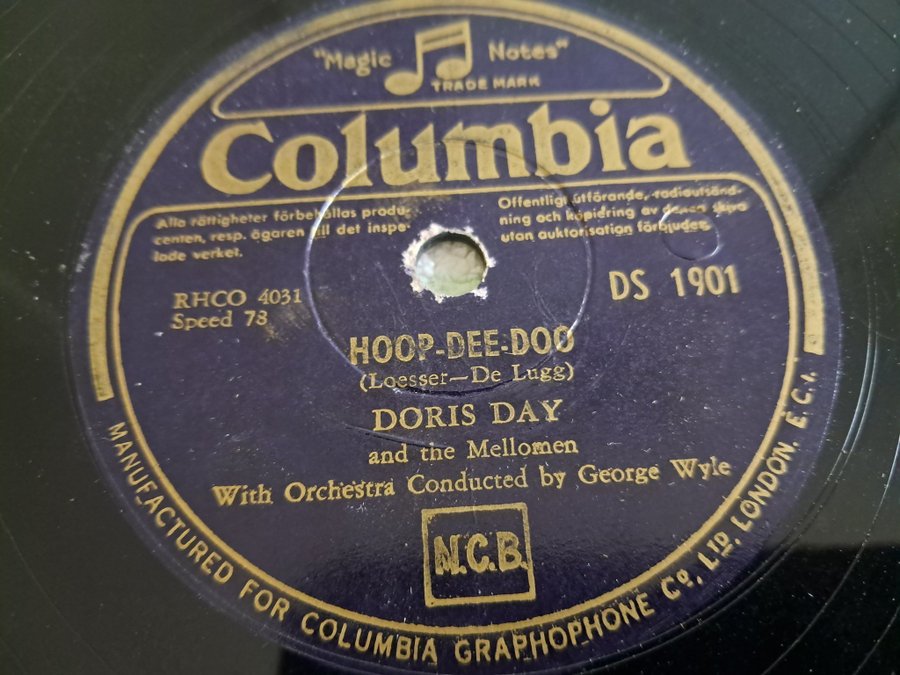 "Magic Notes"
TRADE MARK
Columbia
Alla rättigheter förbehållas produ-
centen, resp. ägaren till det inspe-
lade verket.
Offentligt utförande, radioutsänd-
ning och kopiering av denna skiva
utan auktorisation förbjudes
RHCO 4031
Speed 78
DS 1901
HOOP-DEE-DOO
(Loesser—De Lugg)
DORIS DAY
and the Mellomen
With Orchestra Conducted by George Wyle
N.C.B.
MANUFACTURED FOR COLUMBIA GRAPHOPHONE Co. LTD. LONDON. E.C.1.